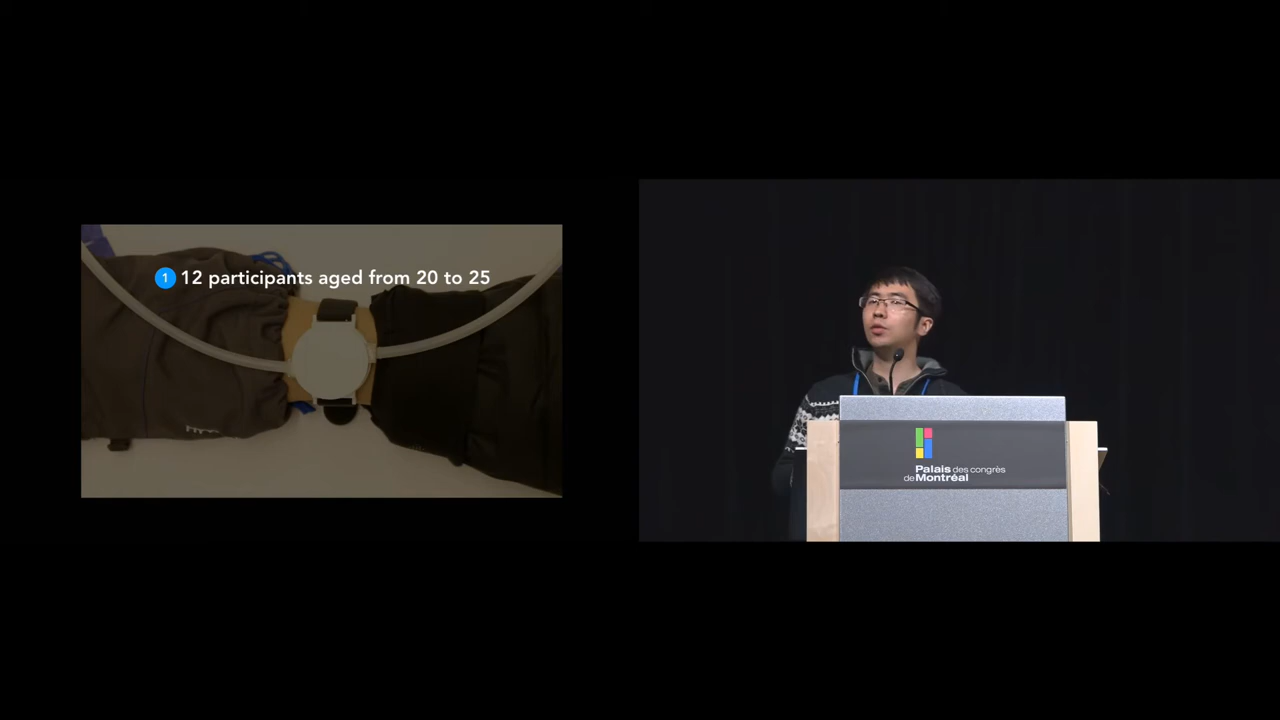 1 12 participants aged from 20 to 25
Palais des congrès
de Montréal